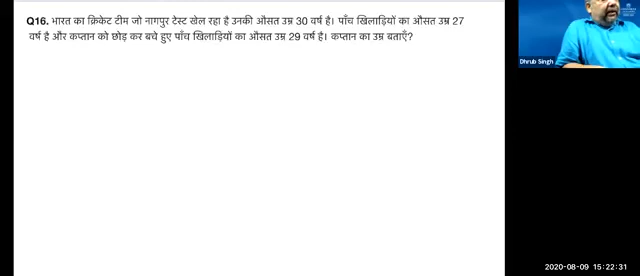 Q16. भारत का क्रिकेट टीम जो नागपुर टेस्ट खेल रहा है उनकी औसत उम्र 30 वर्ष है। पाँच खिलाड़ियों का औसत उम्र 27
वर्ष है और कप्तान को छोड़ कर बचे हुए पाँच खिलाड़ियों का औसत उम्र 29 वर्ष है। कप्तान का उम्र बताएँ?
Dhrub Singh
2020-08-09 15:22:31